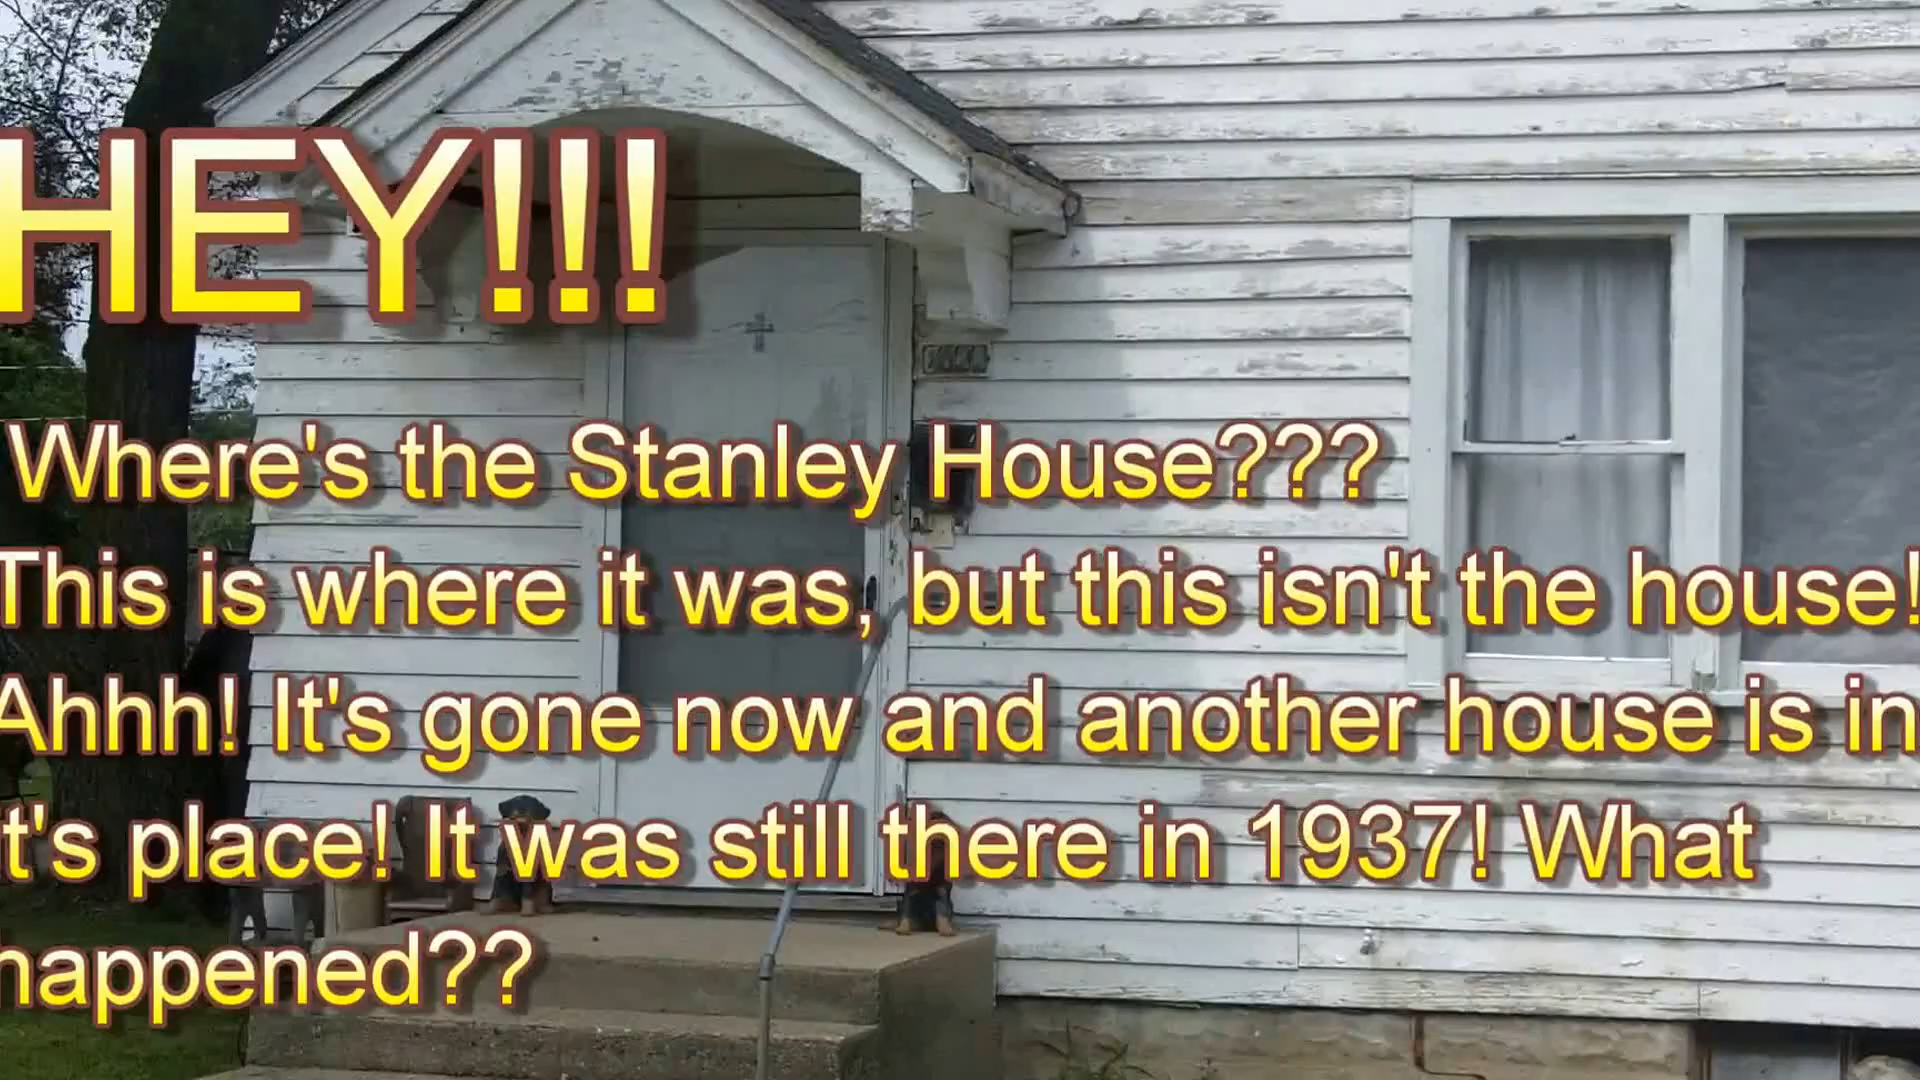 HEY!!!
Where's the Stanley House???
This is where it was, but this isn't the house!
Ahhh! It's gone now and another house is in
it's place! It was still there in 1937! What
happened??